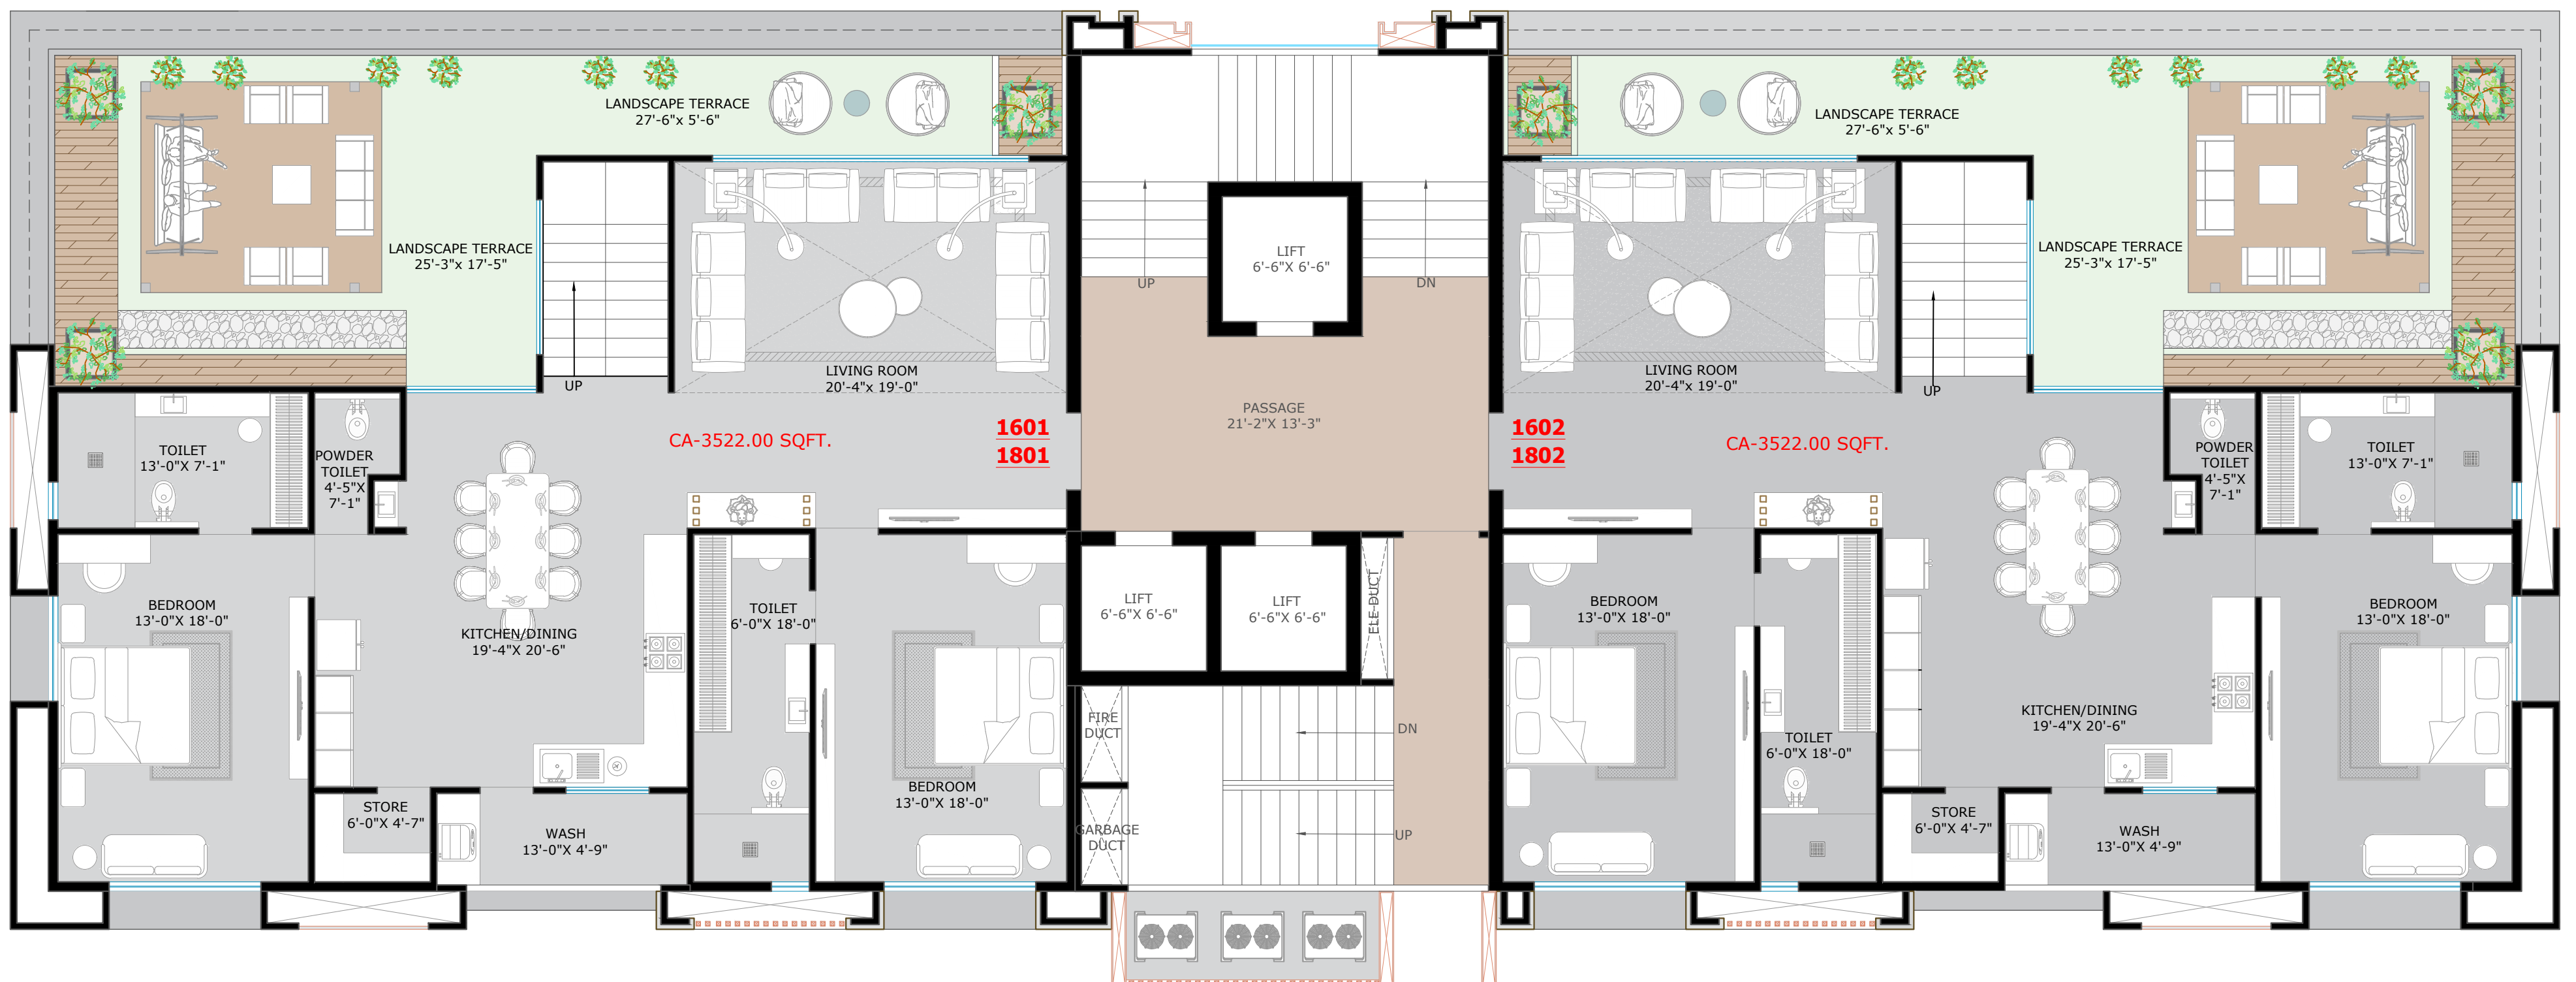 LANDSCAPE TERRACE
27'-6"x 5'-6"
LANDSCAPE TERRACE
25'-3"x 17'-5"
UP
LIVING ROOM
20'-4"x 19'-0"
CA-3522.00 SQFT.
1601
1801
TOILET
13'-0"X 7'-1"
POWDER
TOILET
4'-5"X
7'-1"
BEDROOM
13'-0"X 18'-0"
KITCHEN/DINING
19'-4"X 20'-6"
TOILET
6'-0"X 18'-0"
BEDROOM
13'-0"X 18'-0"
STORE
6'-0"X 4'-7"
WASH
13'-0"X 4'-9"
LIFT
6'-6"X 6'-6"
UP
DN
PASSAGE
21'-2"X 13'-3"
LIFT
6'-6"X 6'-6"
LIFT
6'-6"X 6'-6"
ELE-DUCT
FIRE
DUCT
DN
GARBAGE
DUCT
UP
LANDSCAPE TERRACE
27'-6"x 5'-6"
LANDSCAPE TERRACE
25'-3"x 17'-5"
LIVING ROOM
20'-4"x 19'-0"
UP
1602
1802
CA-3522.00 SQFT.
POWDER
TOILET
4'-5"X
7'-1"
TOILET
13'-0"X 7'-1"
BEDROOM
13'-0"X 18'-0"
BEDROOM
13'-0"X 18'-0"
TOILET
6'-0"X 18'-0"
KITCHEN/DINING
19'-4"X 20'-6"
STORE
6'-0"X 4'-7"
WASH
13'-0"X 4'-9"